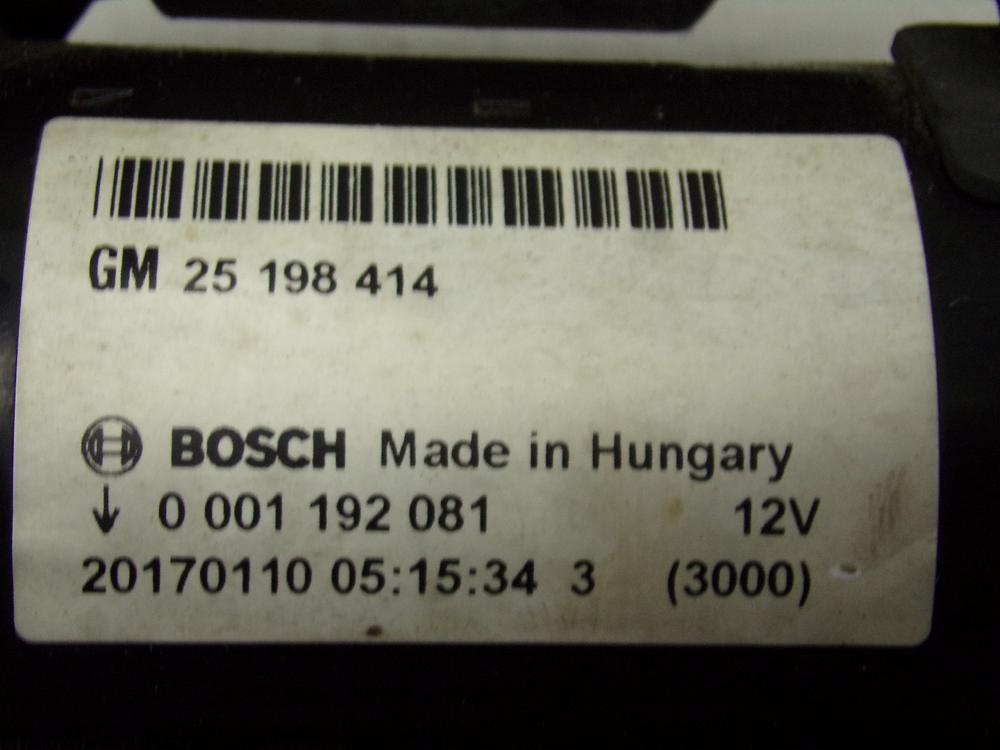 GM 25 198 414
BOSCH Made in Hungary
↓ 0 001 192 081 12V
20170110 05:15:34 3 (3000)